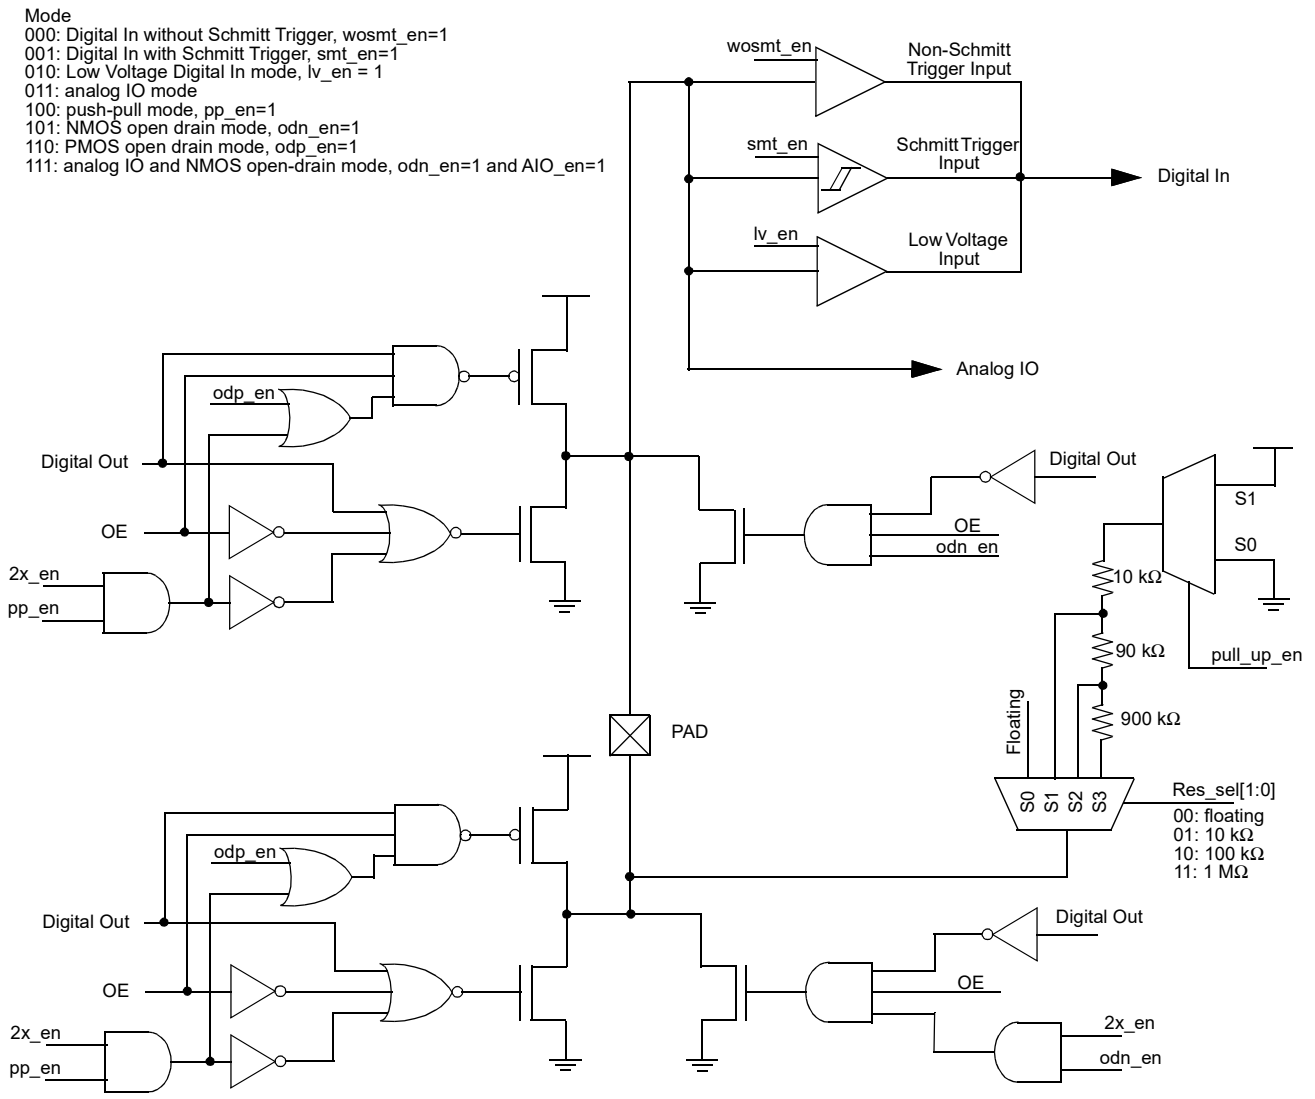 Mode
000: Digital In without Schmitt Trigger, wosmt_en=1
001: Digital In with Schmitt Trigger, smt_en=1
010: Low Voltage Digital In mode, lv_en = 1
011: analog IO mode
100: push-pull mode, pp_en=1
101: NMOS open drain mode, odn_en=1
110: PMOS open drain mode, odp_en=1
111: analog IO and NMOS open-drain mode, odn_en=1 and AIO_en=1
wosmt_en
Non-Schmitt
Trigger Input
smt_en
Schmitt Trigger
Input
Digital In
lv_en
Low Voltage
Input
Analog IO
odp_en
Digital Out
OE
2x_en
pp_en
Digital Out
OE
odn_en
S1
S0
10 kΩ
90 kΩ
900 kΩ
pull_up_en
Floating
PAD
S0
S1
S2
S3
Res_sel[1:0]
00: floating
01: 10 kΩ
10: 100 kΩ
11: 1 MΩ
odp_en
Digital Out
OE
2x_en
pp_en
Digital Out
OE
2x_en
odn_en